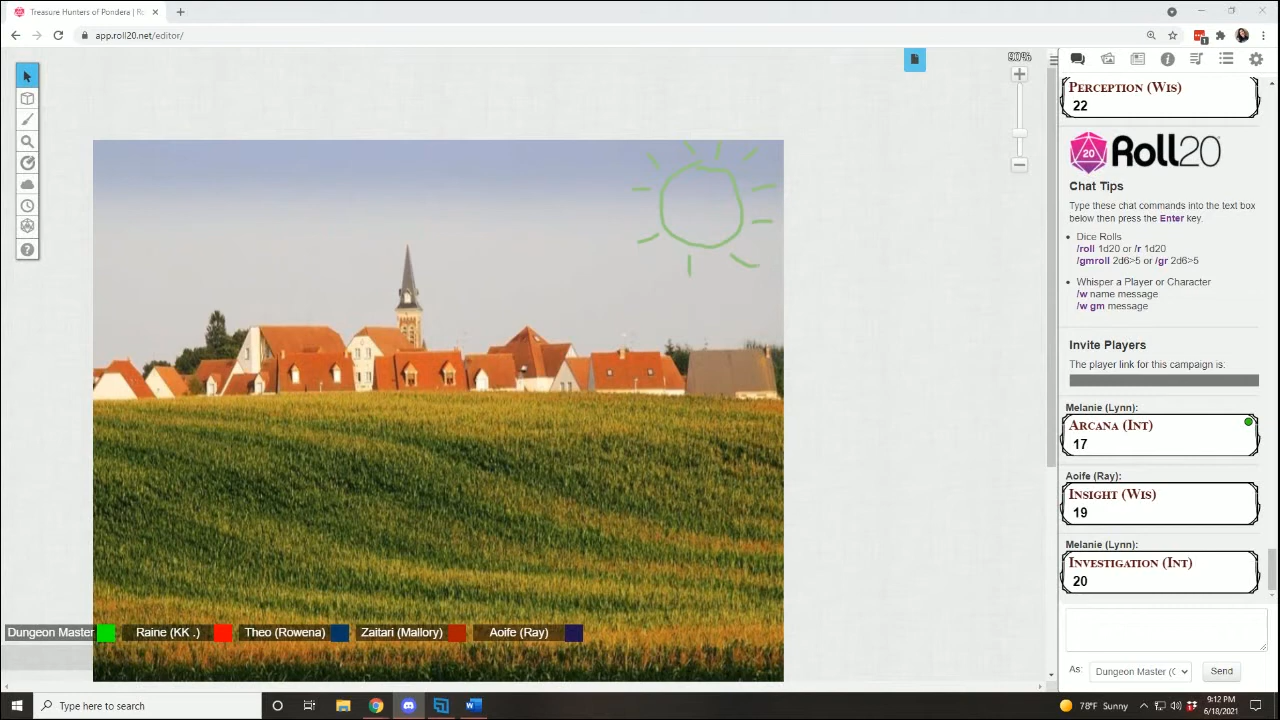 Treasure Hunters of Pondera | Ro
app.roll20.net/editor/
90%
PERCEPTION (WIS)
22
20
Roll20
Chat Tips
Type these chat commands into the text box
below then press the Enter key.
Dice Rolls
/roll 1d20 or /r 1d20
/gmroll 2d6>5 or /gr 2d6>5
Whisper a Player or Character
/w name message
/w gm message
Invite Players
The player link for this campaign is:
Melanie (Lynn):
ARCANA (INT)
17
Aoife (Ray):
INSIGHT (WIS)
19
Melanie (Lynn):
INVESTIGATION (INT)
20
Dungeon Master
Raine (KK .)
Theo (Rowena)
Zaitari (Mallory)
Aoife (Ray)
As:
Dungeon Master (
Send
Type here to search
78°F Sunny
9:12 PM
6/18/2021